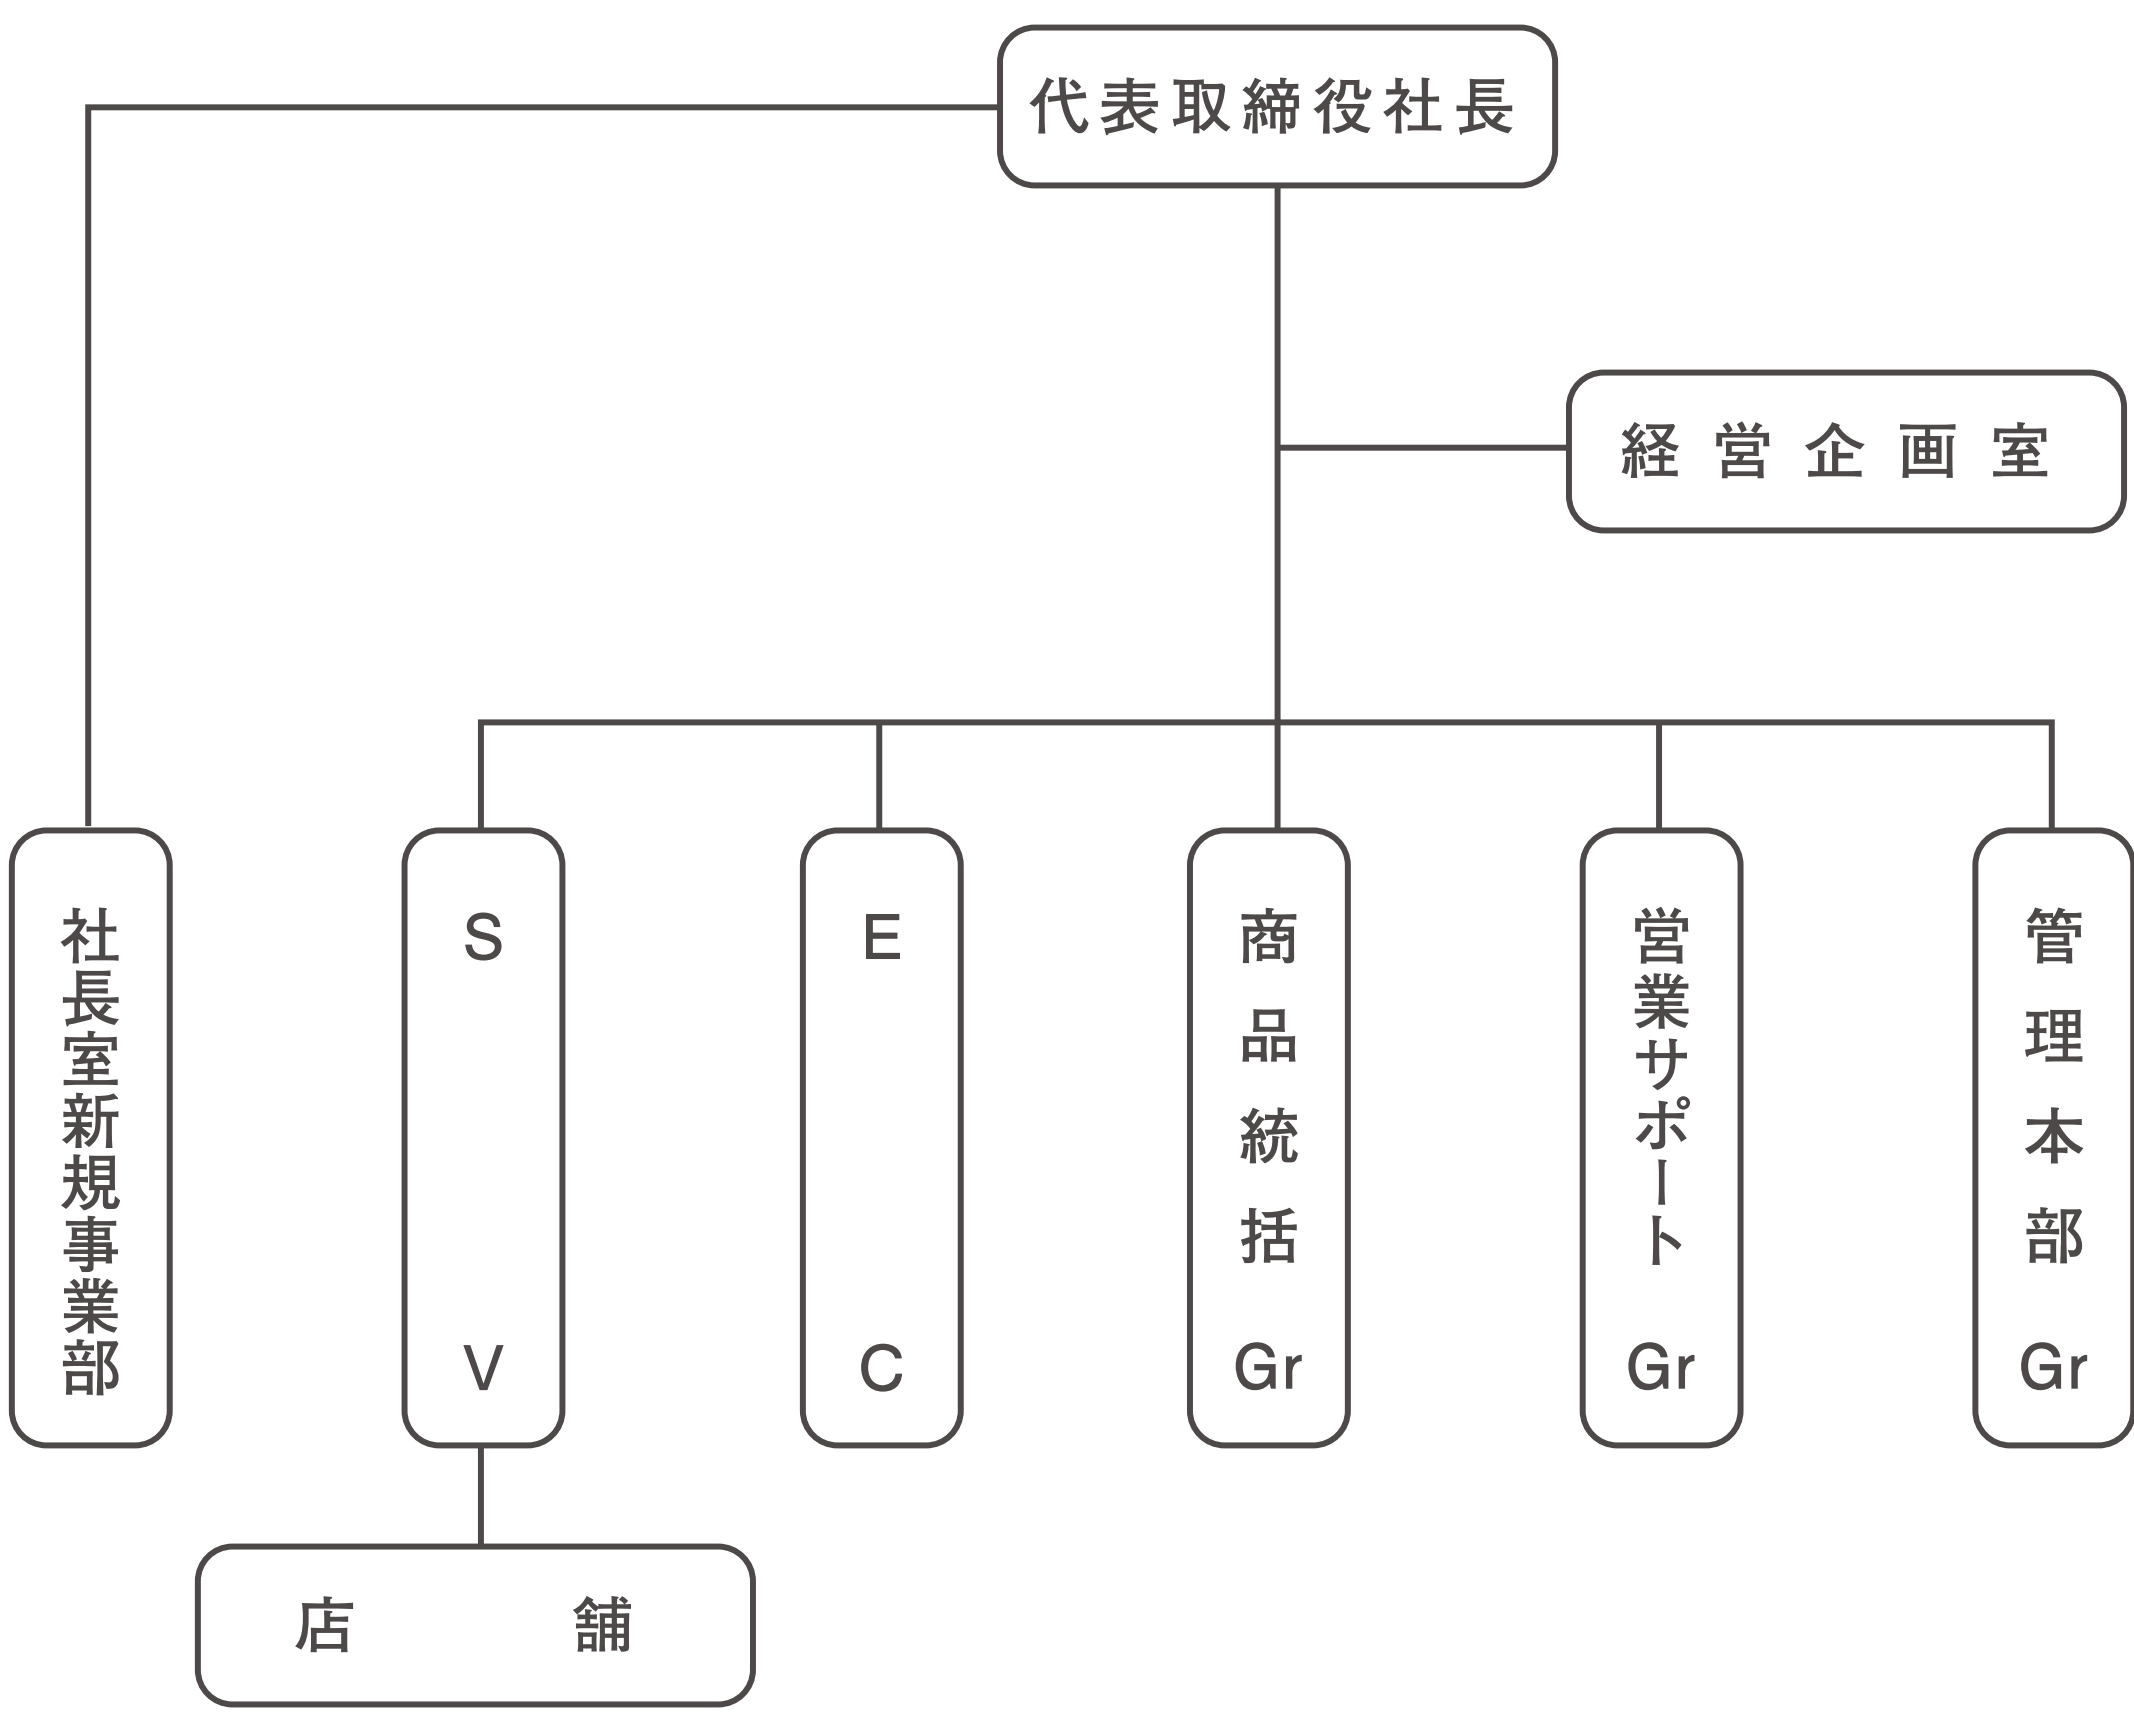 代表取締役社長
経営企画室
社長室新規事業部
SV
EC
商品統括Gr
営業サポートGr
管理本部Gr
店舗